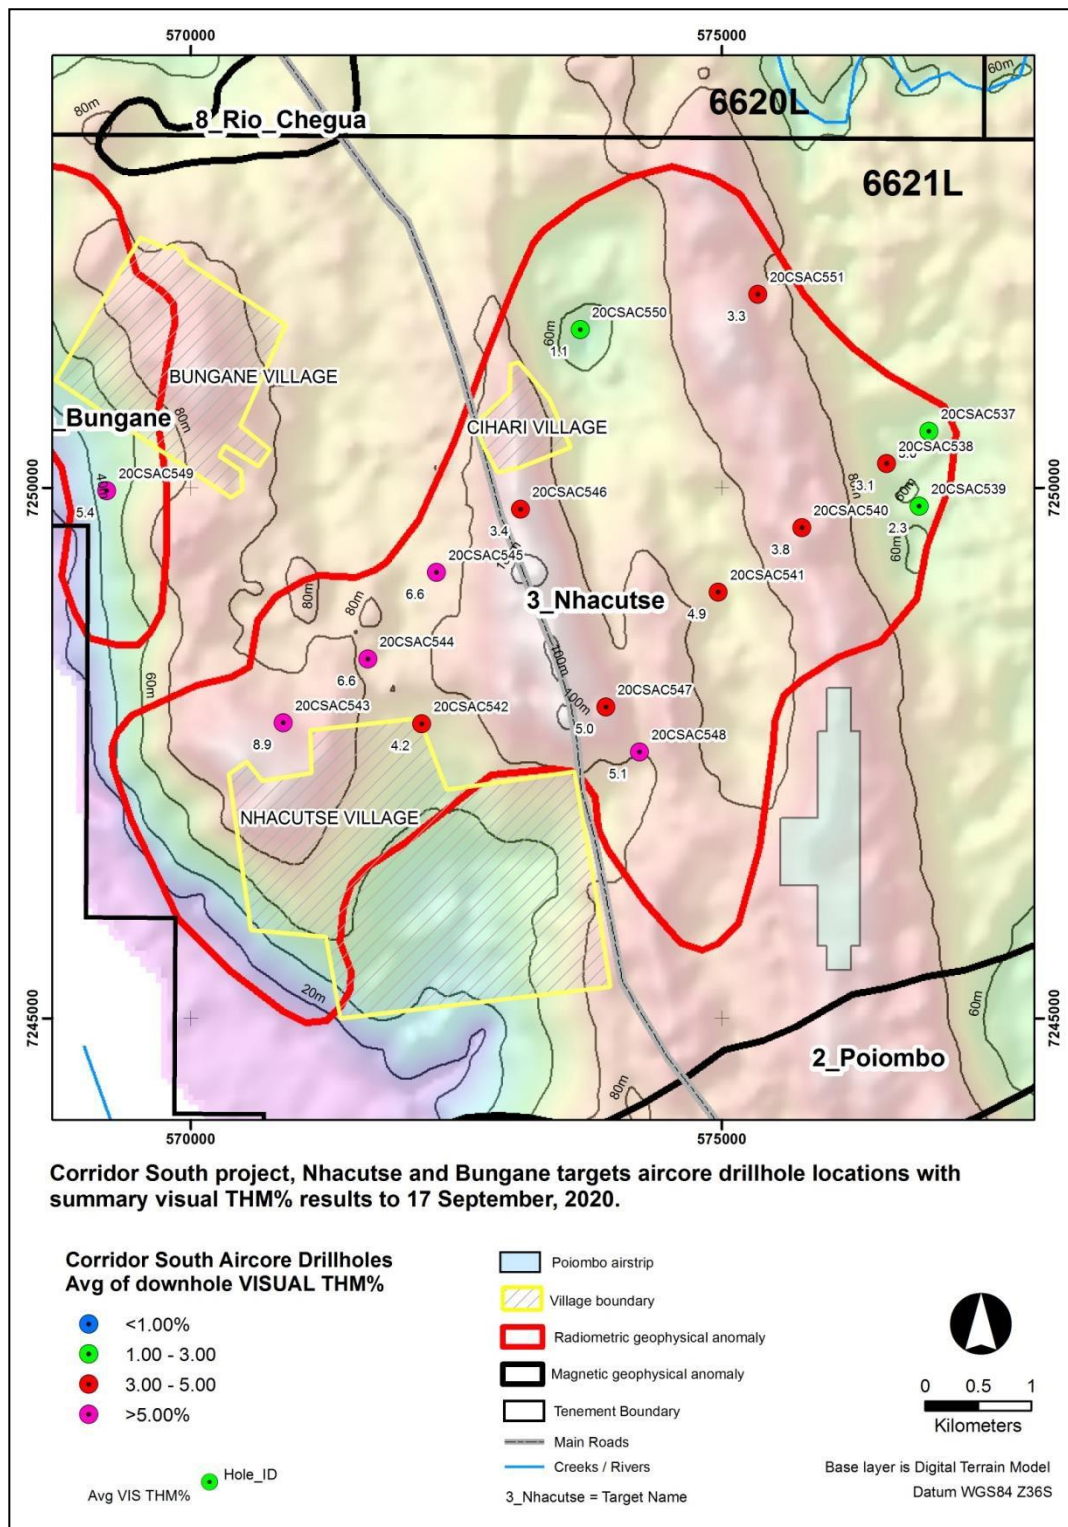 570000
575000
80m
60m
8_Rio_Chegua
6620L
6621L
20CSAC551
3.3
20CSAC550
60m
1.1
BUNGANE VILLAGE
80m
CIHARI VILLAGE
_Bungane
20CSAC537
20CSAC538
3.1
80m
60m
20CSAC549
40m
5.4
7250000
7250000
20CSAC546
3.4
20CSAC539
2.3
20CSAC540
3.8
60m
20CSAC545
6.6
20CSAC541
4.9
80m
80m
3_Nhacutse
20CSAC544
6.6
100m
60m
100m
20CSAC543
8.9
20CSAC542
4.2
20CSAC547
5.0
20CSAC548
5.1
NHACUTSE VILLAGE
20m
60m
7245000
7245000
2_Poiombo
80m
570000
575000
Corridor South project, Nhacutse and Bungane targets aircore drillhole locations with
summary visual THM% results to 17 September, 2020.
Corridor South Aircore Drillholes
Avg of downhole VISUAL THM%
<1.00%
1.00 - 3.00
3.00 - 5.00
>5.00%
Hole_ID
Avg VIS THM%
Poiombo airstrip
Village boundary
Radiometric geophysical anomaly
Magnetic geophysical anomaly
Tenement Boundary
Main Roads
Creeks / Rivers
3_Nhacutse = Target Name
0 0.5 1
Kilometers
Base layer is Digital Terrain Model
Datum WGS84 Z36S